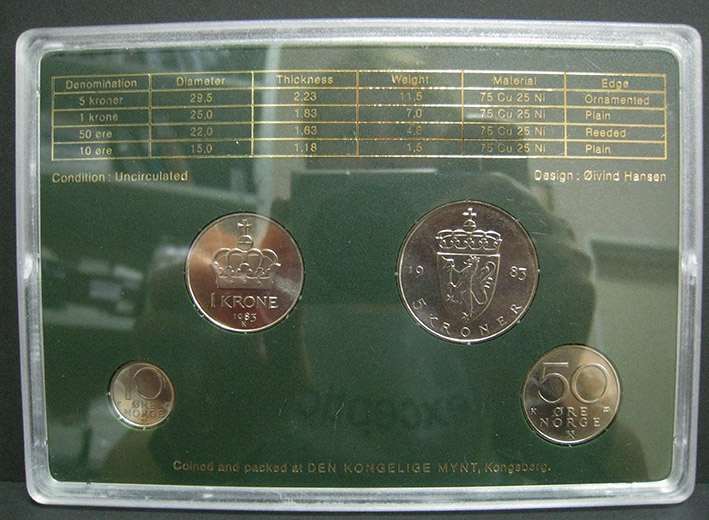 Denomination Diameter Thickness Weight Material Edge
5 kroner 29,5 2,23 11,5 75 Cu 25 Ni Ornamented
1 krone 25,0 1,83 7,0 75 Cu 25 Ni Plain
50 øre 22,0 1,63 4,8 75 Cu 25 Ni Reeded
10 øre 15,0 1,18 1,5 75 Cu 25 Ni Plain
Condition : Uncirculated Design : Øivind Hansen
1 KRONE
1983
K
19 83
5 KRONER
10
ØRE
NORGE
50
K ØRE
NORGE
Coined and packed at DEN KONGELIGE MYNT, Kongsberg.